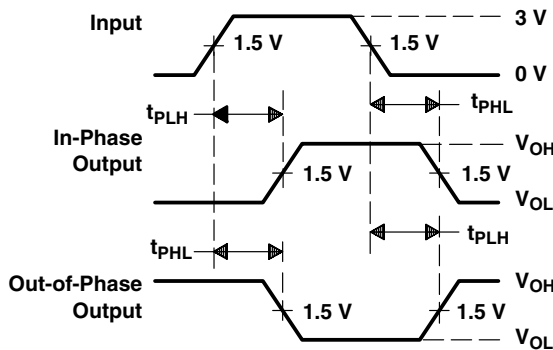 Input
3 V
1.5 V
1.5 V
0 V
tPLH
tPHL
In-Phase
Output
VOH
1.5 V
1.5 V
VOL
tPHL
tPLH
Out-of-Phase
Output
VOH
1.5 V
1.5 V
VOL